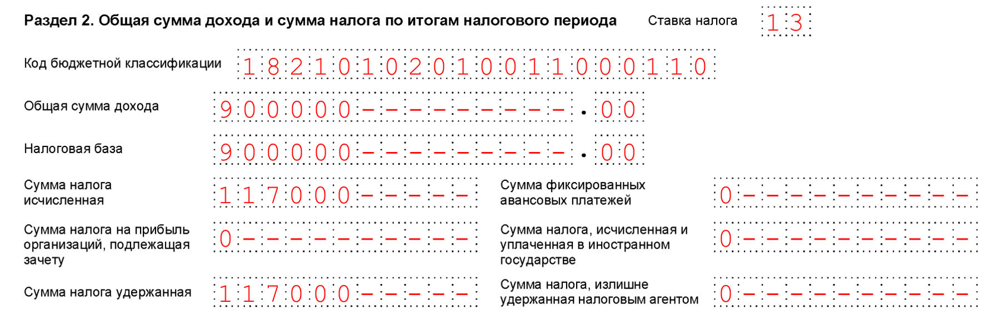 Раздел 2. Общая сумма дохода и сумма налога по итогам налогового периода Ставка налога 13
Код бюджетной классификации 18210102010011000110
Общая сумма дохода 900000---------.00
Налоговая база 900000---------.00
Сумма налога
исчисленная 117000-----
Сумма фиксированных
авансовых платежей 0----------
Сумма налога на прибыль
организаций, подлежащая
зачету 0----------
Сумма налога, исчисленная и
уплаченная в иностранном
государстве 0----------
Сумма налога удержанная 117000-----
Сумма налога, излишне
удержанная налоговым агентом 0----------